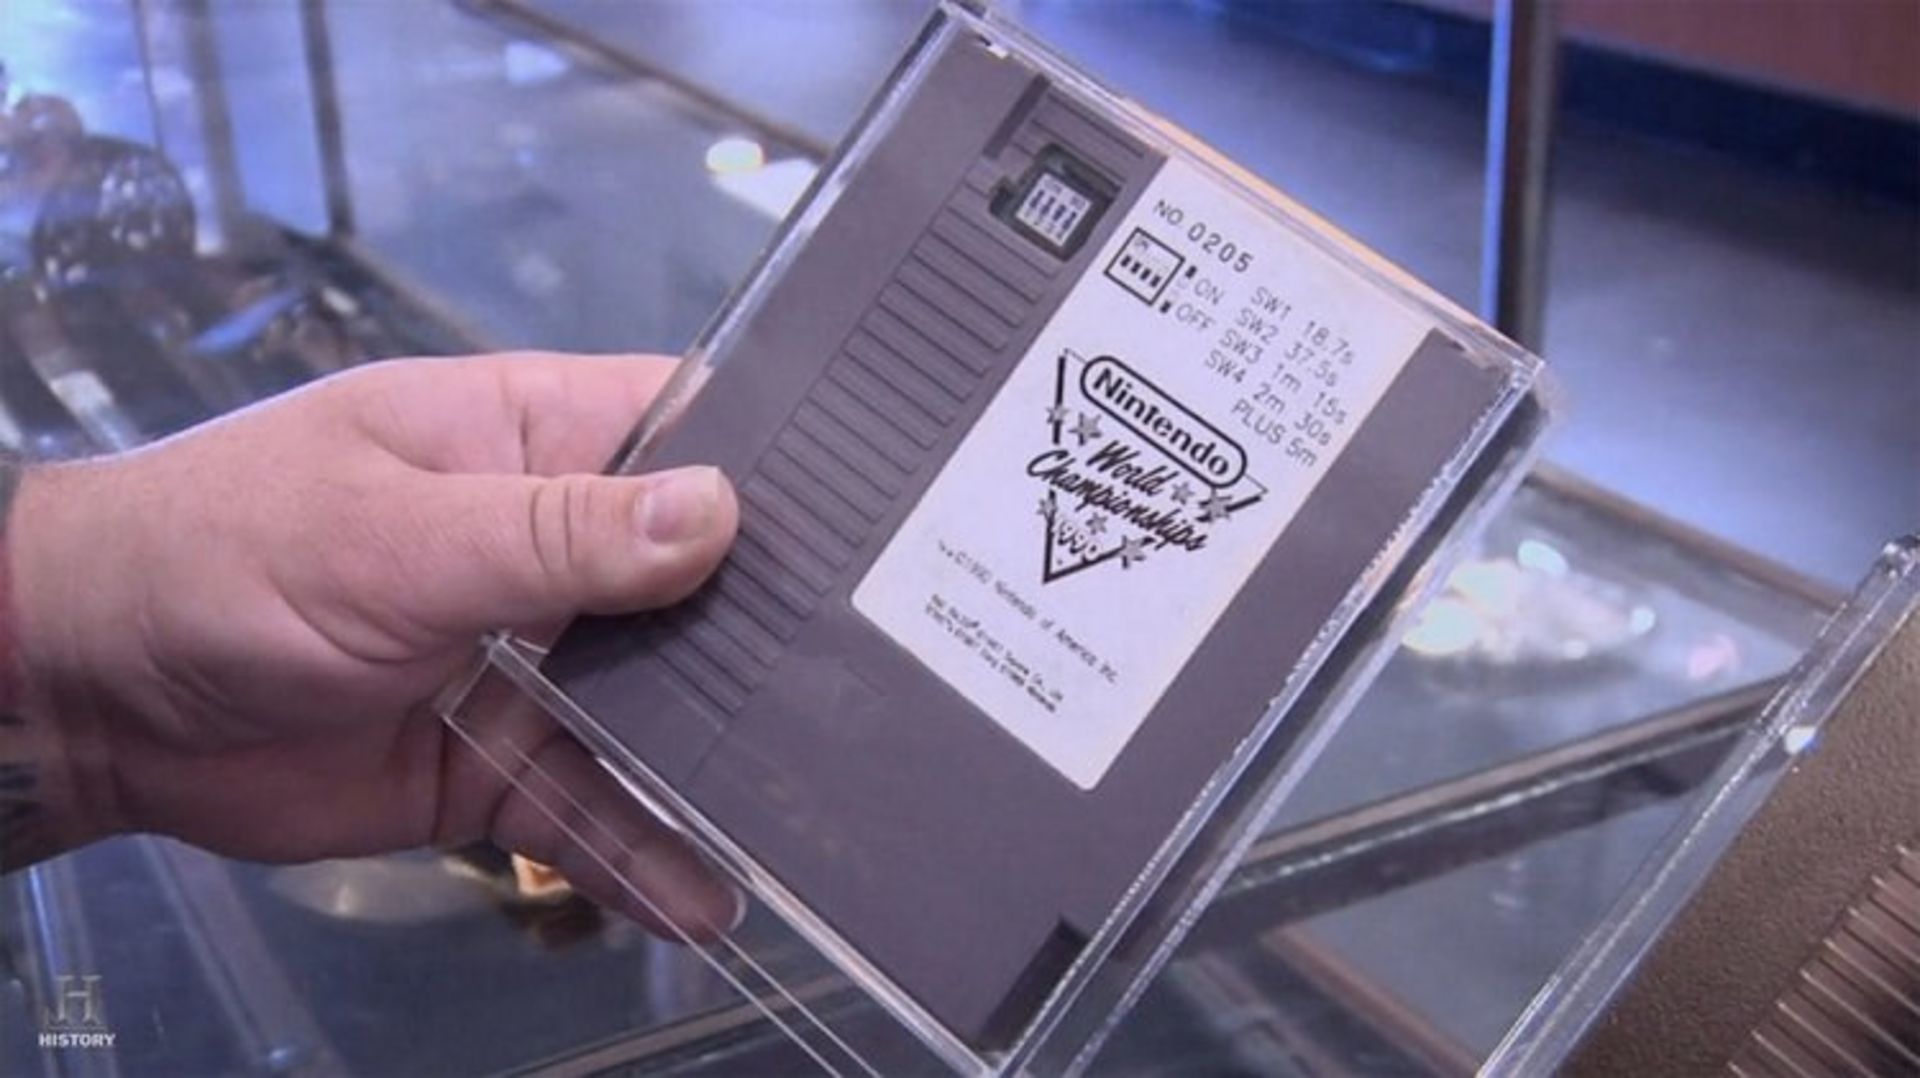 NO. 0205
ON
ON SW1 18.7s
OFF SW2 37.5s
SW3 1m 15s
SW4 2m 30s
PLUS 5m
Nintendo
World
Championships
1990
©1990 Nintendo of America Inc.
H
HISTORY